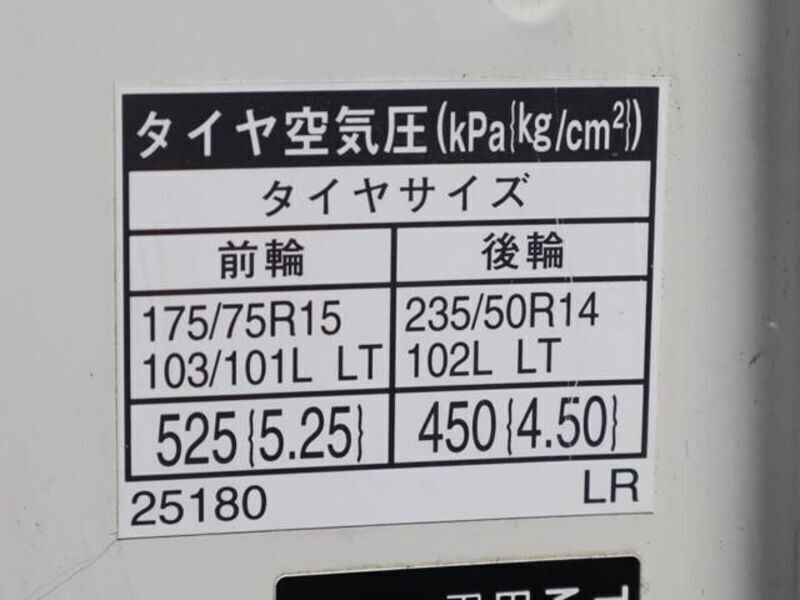 タイヤ空気圧(kPa{kg/cm²})
タイヤサイズ
前輪 後輪
175/75R15 235/50R14
103/101L LT 102L LT
525{5.25} 450{4.50}
25180 LR